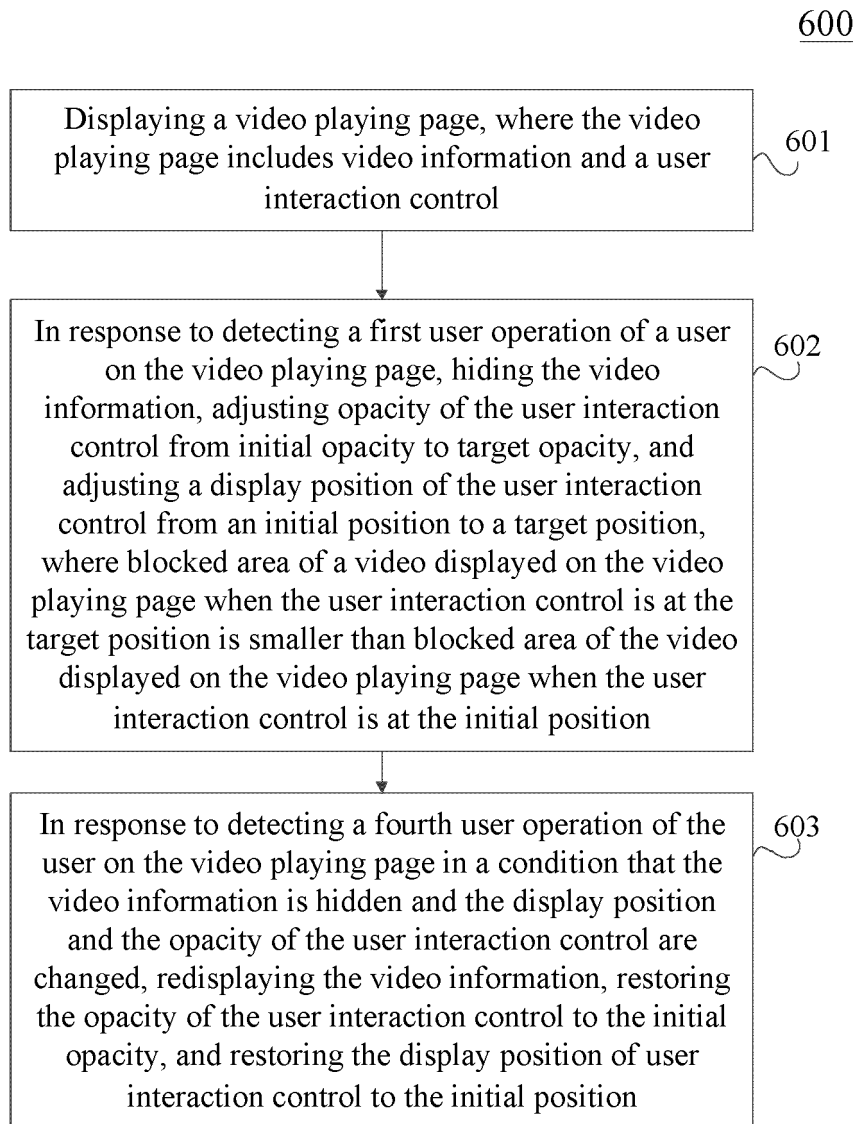 600
Displaying a video playing page, where the video
playing page includes video information and a user
interaction control
601
In response to detecting a first user operation of a user
on the video playing page, hiding the video
information, adjusting opacity of the user interaction
control from initial opacity to target opacity, and
adjusting a display position of the user interaction
control from an initial position to a target position,
where blocked area of a video displayed on the video
playing page when the user interaction control is at the
target position is smaller than blocked area of the video
displayed on the video playing page when the user
interaction control is at the initial position
602
In response to detecting a fourth user operation of the
user on the video playing page in a condition that the
video information is hidden and the display position
and the opacity of the user interaction control are
changed, redisplaying the video information, restoring
the opacity of the user interaction control to the initial
opacity, and restoring the display position of user
interaction control to the initial position
603